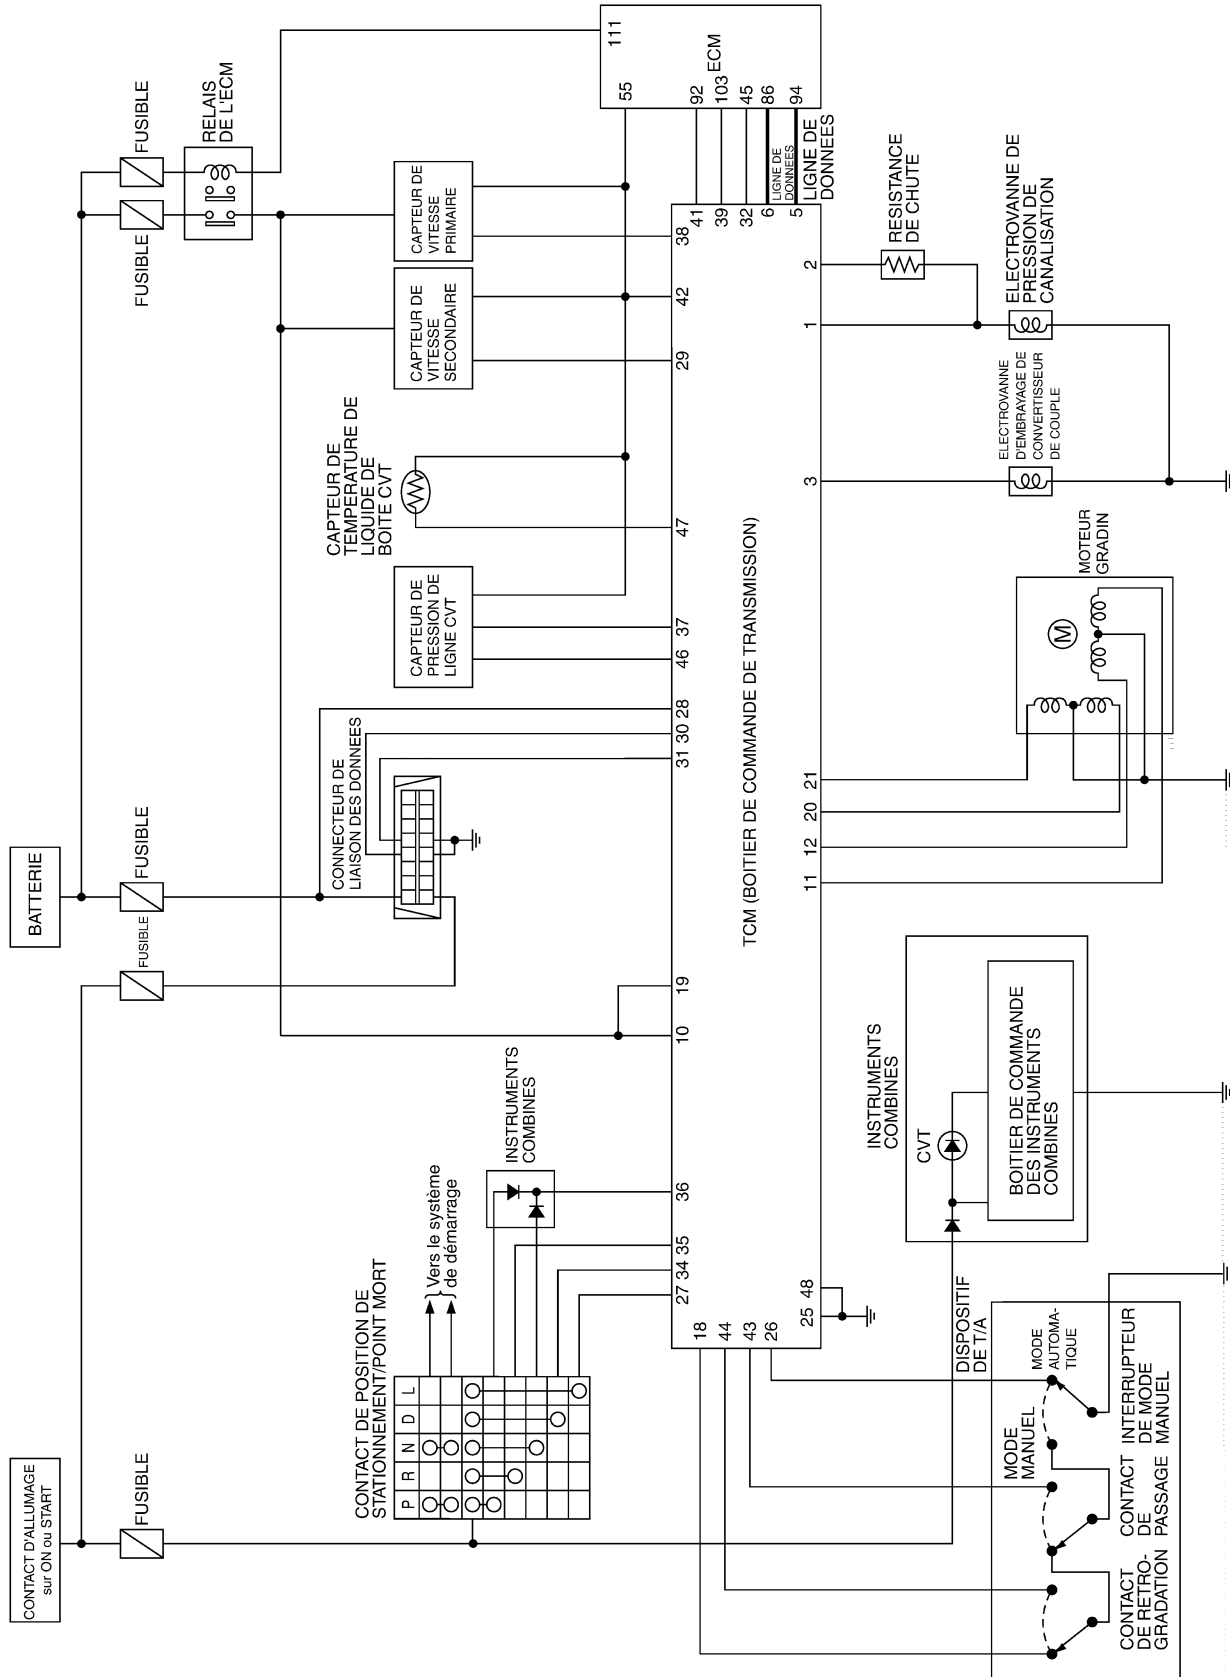 BATTERIE
CONTACT D'ALLUMAGE
sur ON ou START
FUSIBLE
FUSIBLE
FUSIBLE
FUSIBLE
FUSIBLE
RELAIS
DE L'ECM
111
55
ECM
92
103
45
86
94
LIGNE DE
DONNEES
LIGNE DE
DONNEES
41
39
32
6
5
CAPTEUR DE
VITESSE
PRIMAIRE
38
CAPTEUR DE
VITESSE
SECONDAIRE
42
29
CAPTEUR DE
TEMPERATURE DE
LIQUIDE DE
BOITE CVT
47
CAPTEUR DE
PRESSION DE
LIGNE CVT
37
46
CONNECTEUR DE
LIAISON DES DONNEES
28
30
31
19
10
INSTRUMENTS
COMBINES
36
35
34
27
Vers le système
de démarrage
CONTACT DE POSITION DE
STATIONNEMENT/POINT MORT
P R N D L
TCM (BOITIER DE COMMANDE DE TRANSMISSION)
2
1
3
RESISTANCE
DE CHUTE
ELECTROVANNE DE
PRESSION DE
CANALISATION
ELECTROVANNE
D'EMBRAYAGE DE
CONVERTISSEUR
DE COUPLE
MOTEUR
GRADIN
M
21
20
12
11
INSTRUMENTS
COMBINES
CVT
BOITIER DE COMMANDE
DES INSTRUMENTS
COMBINES
18
44
43
26
25
48
DISPOSITIF
DE T/A
MODE
AUTOMA-
TIQUE
MODE
MANUEL
INTERRUPTEUR
DE MODE
MANUEL
CONTACT
DE
PASSAGE
CONTACT
DE RETRO-
GRADATION